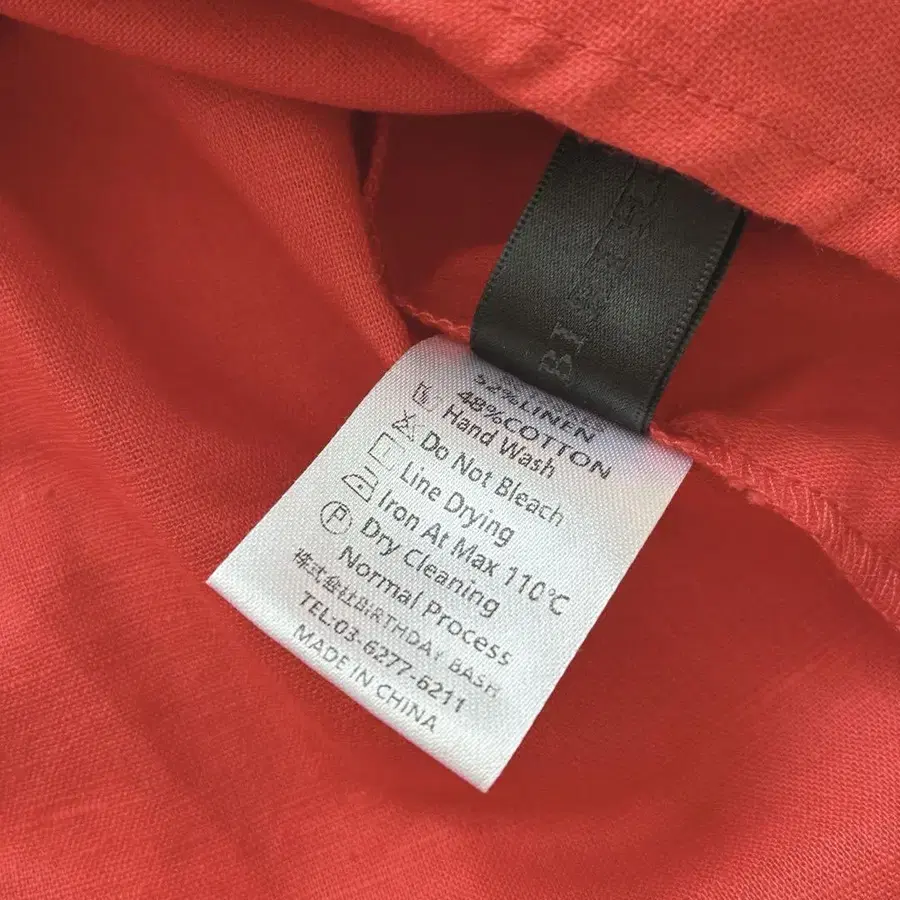 52%LINEN
48%COTTON
Hand Wash
Do Not Bleach
Line Drying
Iron At Max 110℃
P Dry Cleaning
Normal Process
株式会社BIRTHDAY BASH
TEL:03-6277-6211
MADE IN CHINA